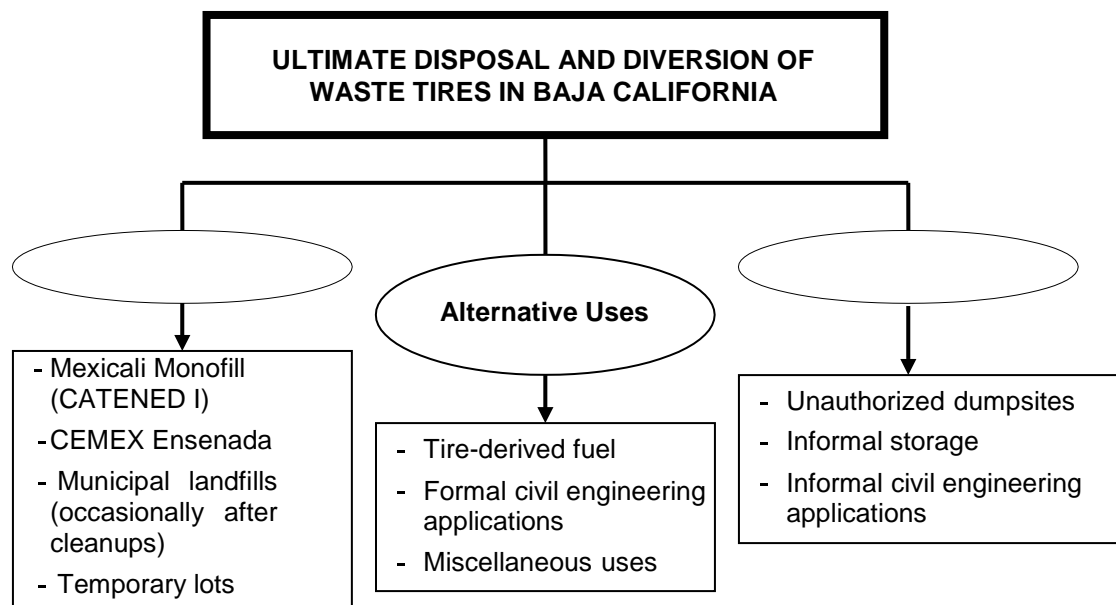 ULTIMATE DISPOSAL AND DIVERSION OF
WASTE TIRES IN BAJA CALIFORNIA
Alternative Uses
- Mexicali Monofill
(CATENED I)
-CEMEX Ensenada
- Municipal landfills
(occasionally after
cleanups)
- Temporary lots
- Tire-derived fuel
- Formal civil engineering
applications
- Miscellaneous uses
- Unauthorized dumpsites
- Informal storage
- Informal civil engineering
applications